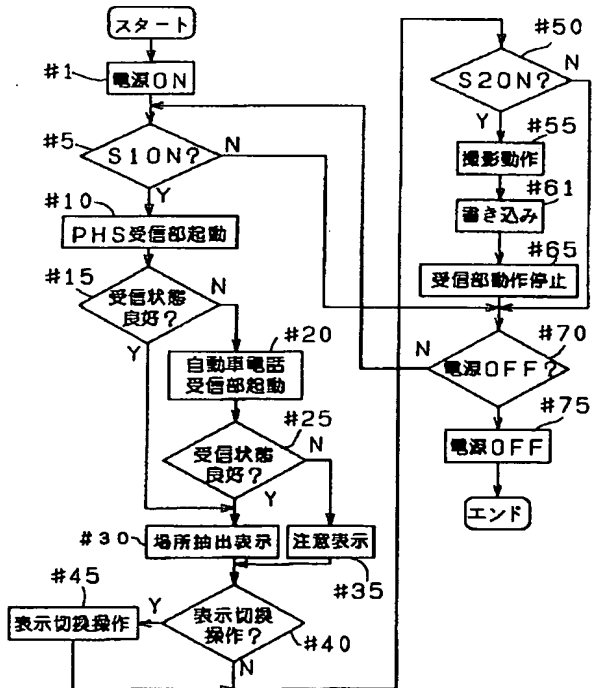 スタート
#1
電源ON
#5
S1ON?
N
Y
#10
PHS受信部起動
#15
受信状態
良好?
N
Y
#20
自動車電話
受信部起動
#25
受信状態
良好?
N
Y
#30
場所抽出表示
注意表示
#35
#45
表示切換操作
Y
表示切換
操作?
#40
N
#50
S2ON?
N
Y
#55
撮影動作
#61
書き込み
#65
受信部動作停止
#70
N
電源OFF?
#75
電源OFF
エンド